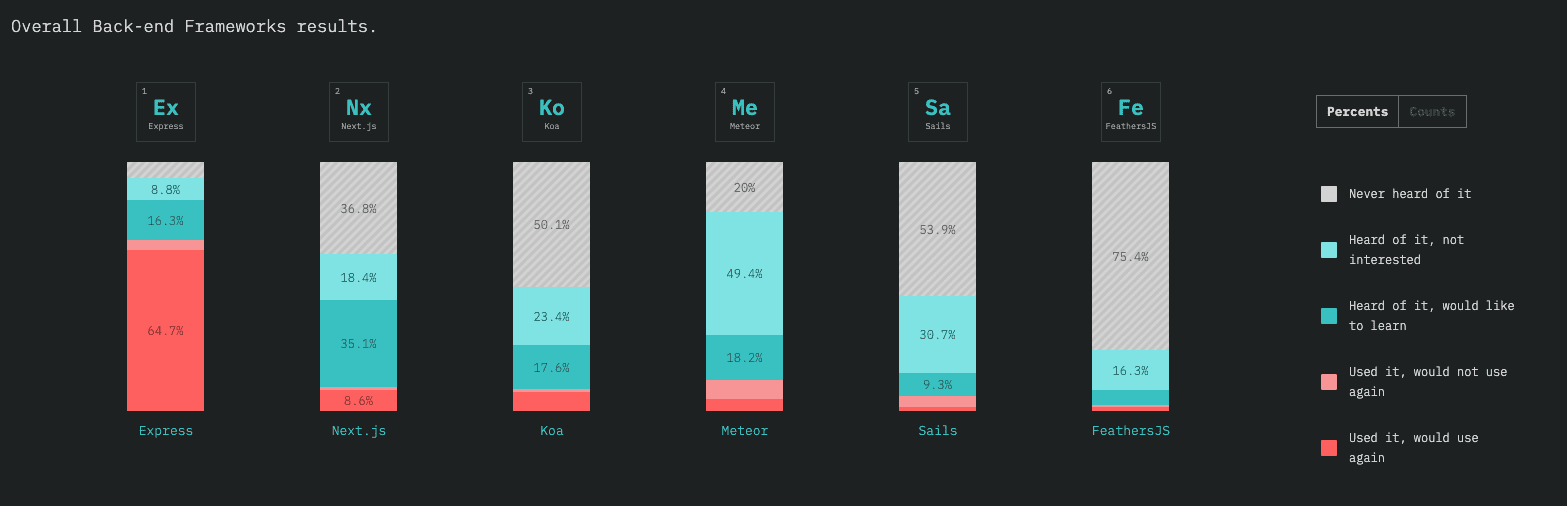 Overall Back-end Frameworks results.
1
Ex
Express
2
Nx
Next.js
3
Ko
Koa
4
Me
Meteor
5
Sa
Sails
6
Fe
FeathersJS
Percents Counts
8.8%
16.3%
64.7%
Express
36.8%
18.4%
35.1%
8.6%
Next.js
50.1%
23.4%
17.6%
Koa
20%
49.4%
18.2%
Meteor
53.9%
30.7%
9.3%
Sails
75.4%
16.3%
FeathersJS
Never heard of it
Heard of it, not
interested
Heard of it, would like
to learn
Used it, would not use
again
Used it, would use
again